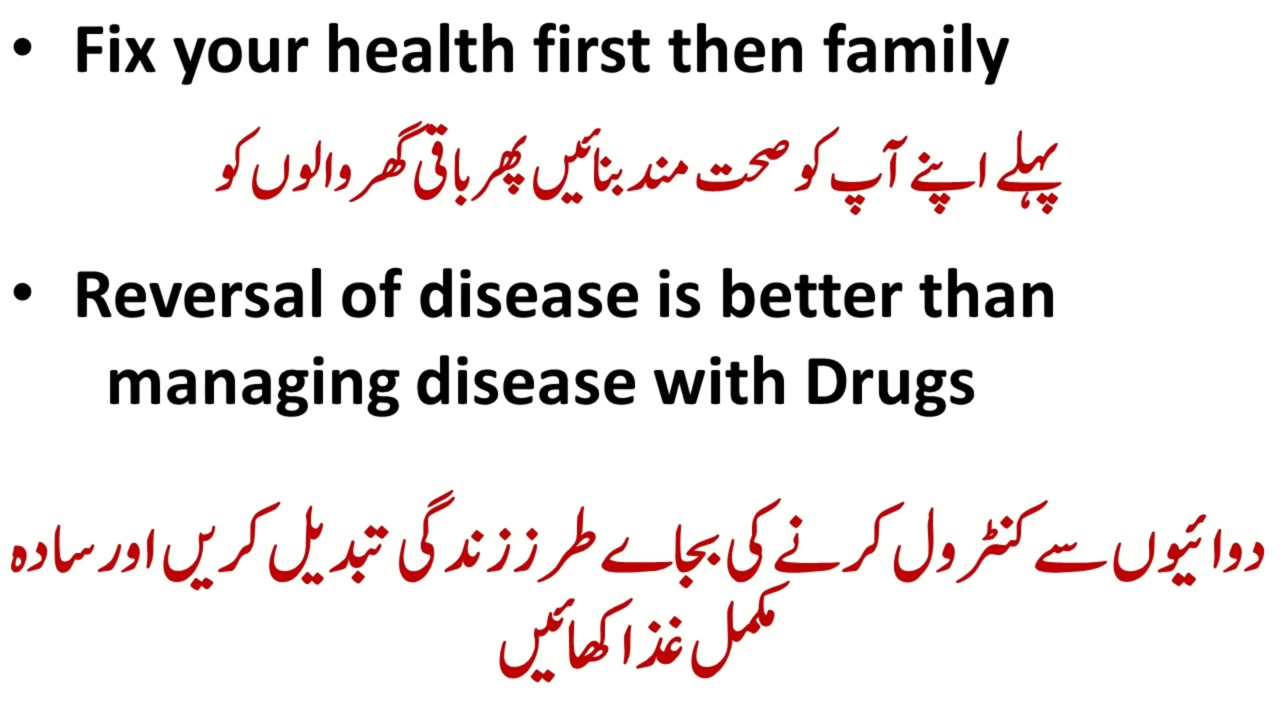 • Fix your health first then family
پہلے اپنے آپ کو صحت مند بنائیں پھر باقی گھر والوں کو
• Reversal of disease is better than
managing disease with Drugs
دوائیوں سے کنٹرول کرنے کی بجاے طرز زندگی تبدیل کریں اور سادہ
مکمل غذا کھائیں